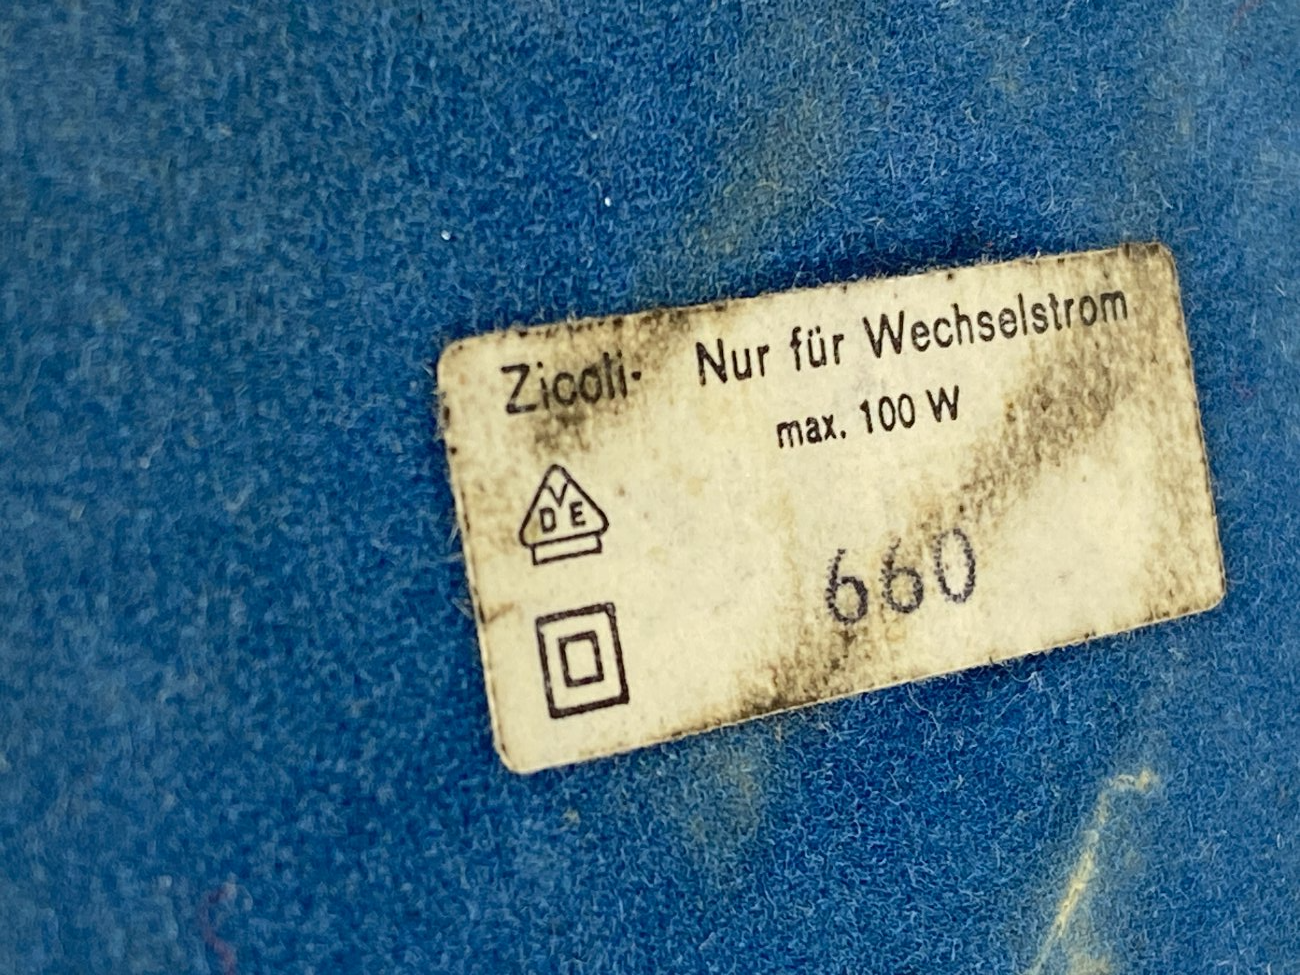 Zicoli- Nur für Wechselstrom
max. 100 W
VDE
660